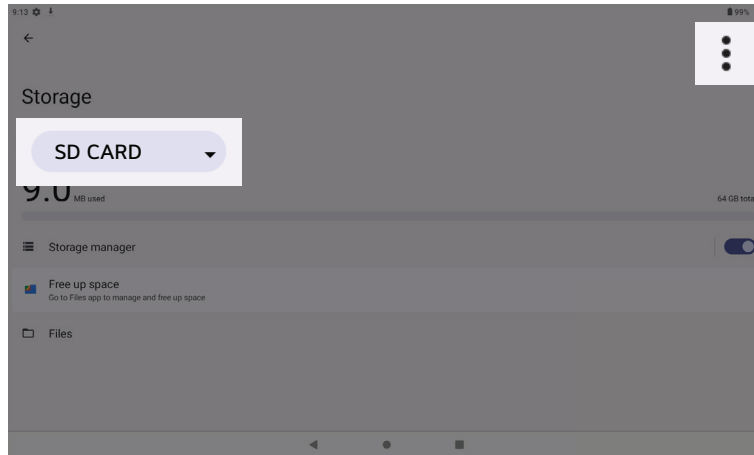 9:13
99%
Storage
SD CARD
9.0 MB used
64 GB tota
Storage manager
Free up space
Go to Files app to manage and free up space
Files